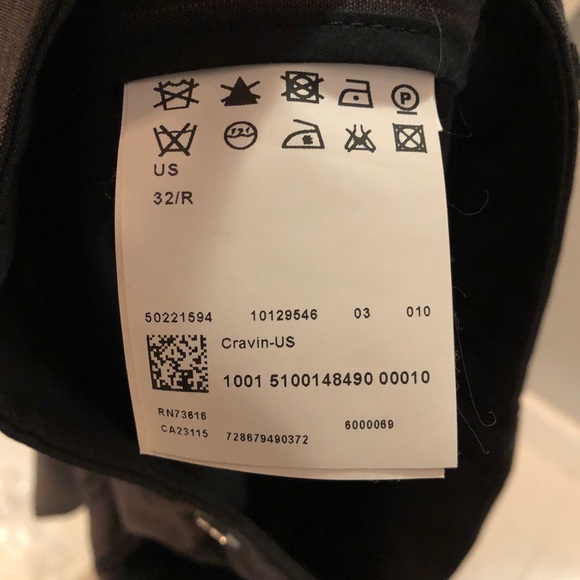 P
US
32/R
50221594 10129546 03 010
Cravin-US
1001 5100148490 00010
RN73616
CA23115 728679490372 6000069